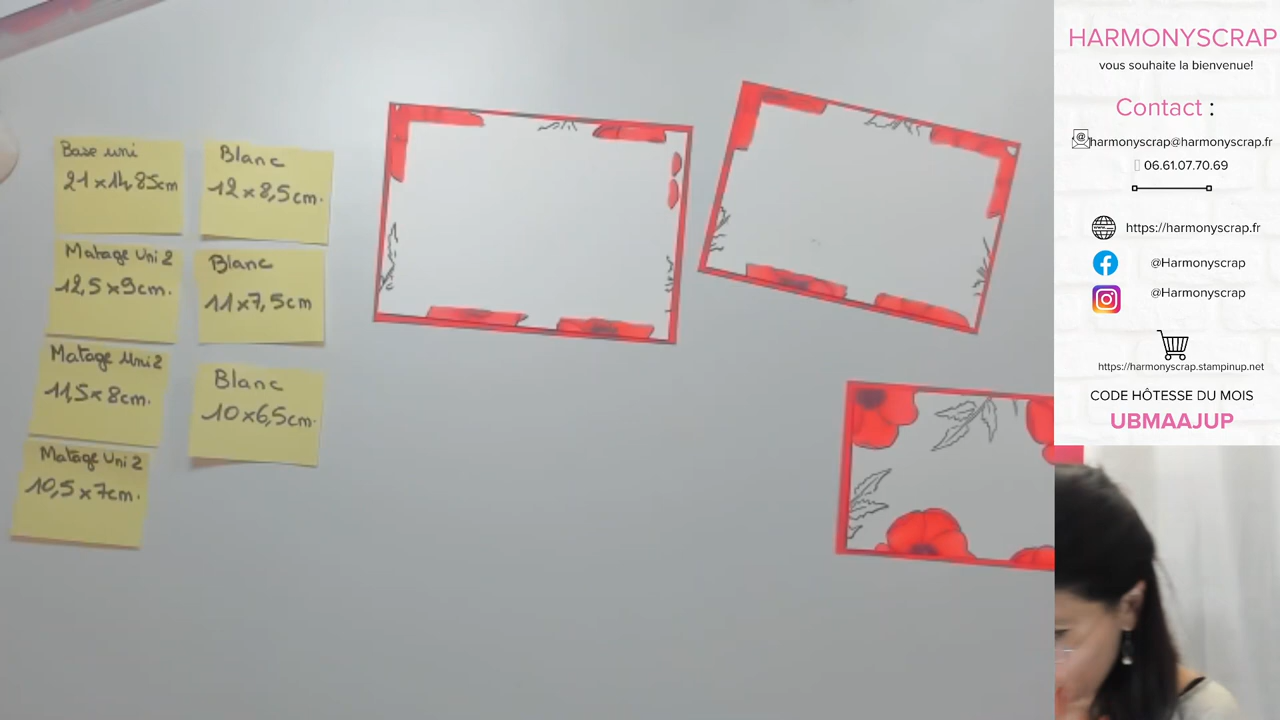 Base uni
21 x 14,85cm
Blanc
12 x 8,5cm.
Matage Uni 2
12,5 x 9cm.
Blanc
11 x 7,5cm
Matage Uni 2
11,5 x 8cm.
Blanc
10 x 6,5cm.
Matage Uni 2
10,5 x 7cm.
HARMONYSCRAP
vous souhaite la bienvenue!
Contact :
harmonyscrap@harmonyscrap.fr
06.61.07.70.69
https://harmonyscrap.fr
@Harmonyscrap
@Harmonyscrap
https://harmonyscrap.stampinup.net
CODE HÔTESSE DU MOIS
UBMAAJUP